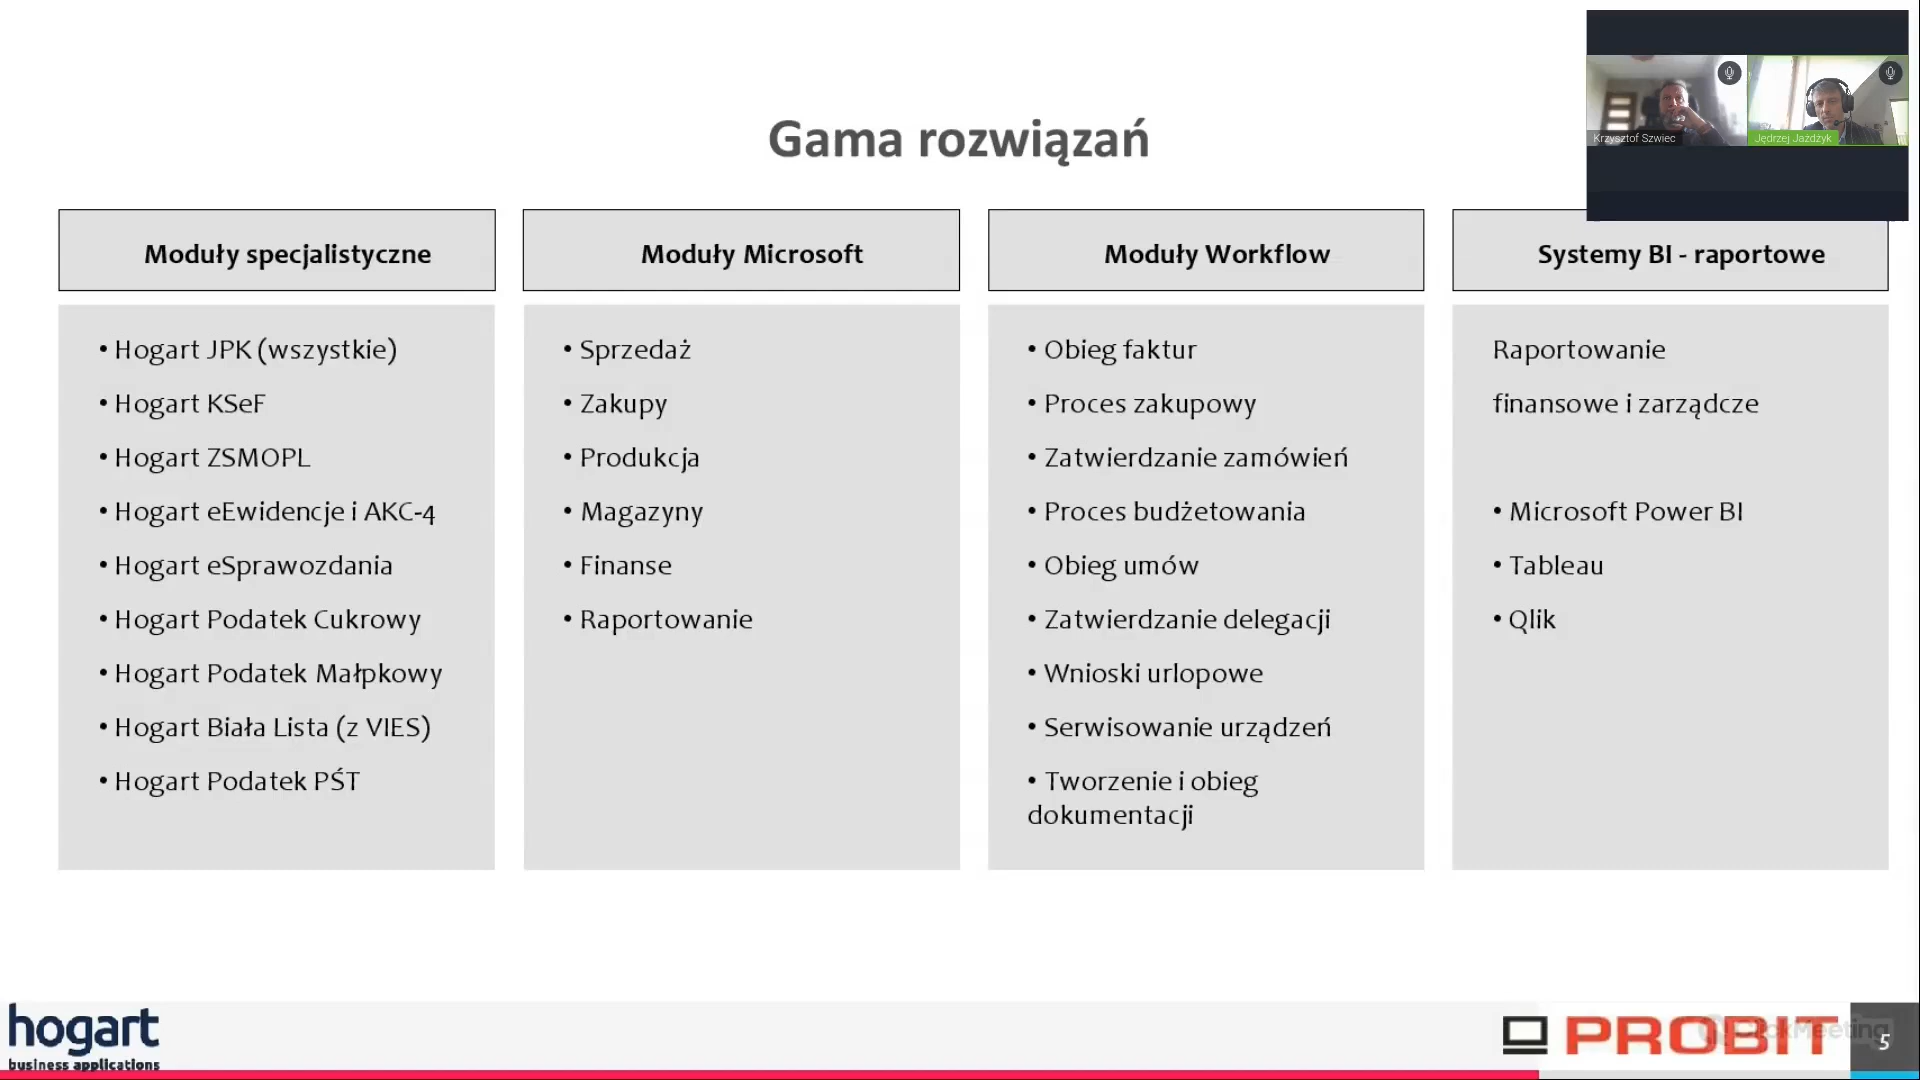 Gama rozwiązań
Krzysztof Szwiec
Jędrzej Jażdżyk
Moduły specjalistyczne
• Hogart JPK (wszystkie)
• Hogart KSeF
• Hogart ZSMOPL
• Hogart eEwidencje i AKC-4
• Hogart eSprawozdania
• Hogart Podatek Cukrowy
• Hogart Podatek Małpkowy
• Hogart Biała Lista (z VIES)
• Hogart Podatek PŚT
Moduły Microsoft
• Sprzedaż
• Zakupy
• Produkcja
• Magazyny
• Finanse
• Raportowanie
Moduły Workflow
• Obieg faktur
• Proces zakupowy
• Zatwierdzanie zamówień
• Proces budżetowania
• Obieg umów
• Zatwierdzanie delegacji
• Wnioski urlopowe
• Serwisowanie urządzeń
• Tworzenie i obieg
dokumentacji
Systemy BI - raportowe
Raportowanie
finansowe i zarządcze
• Microsoft Power BI
• Tableau
• Qlik
hogart
business applications
PROBIT
ClickMeeting
5